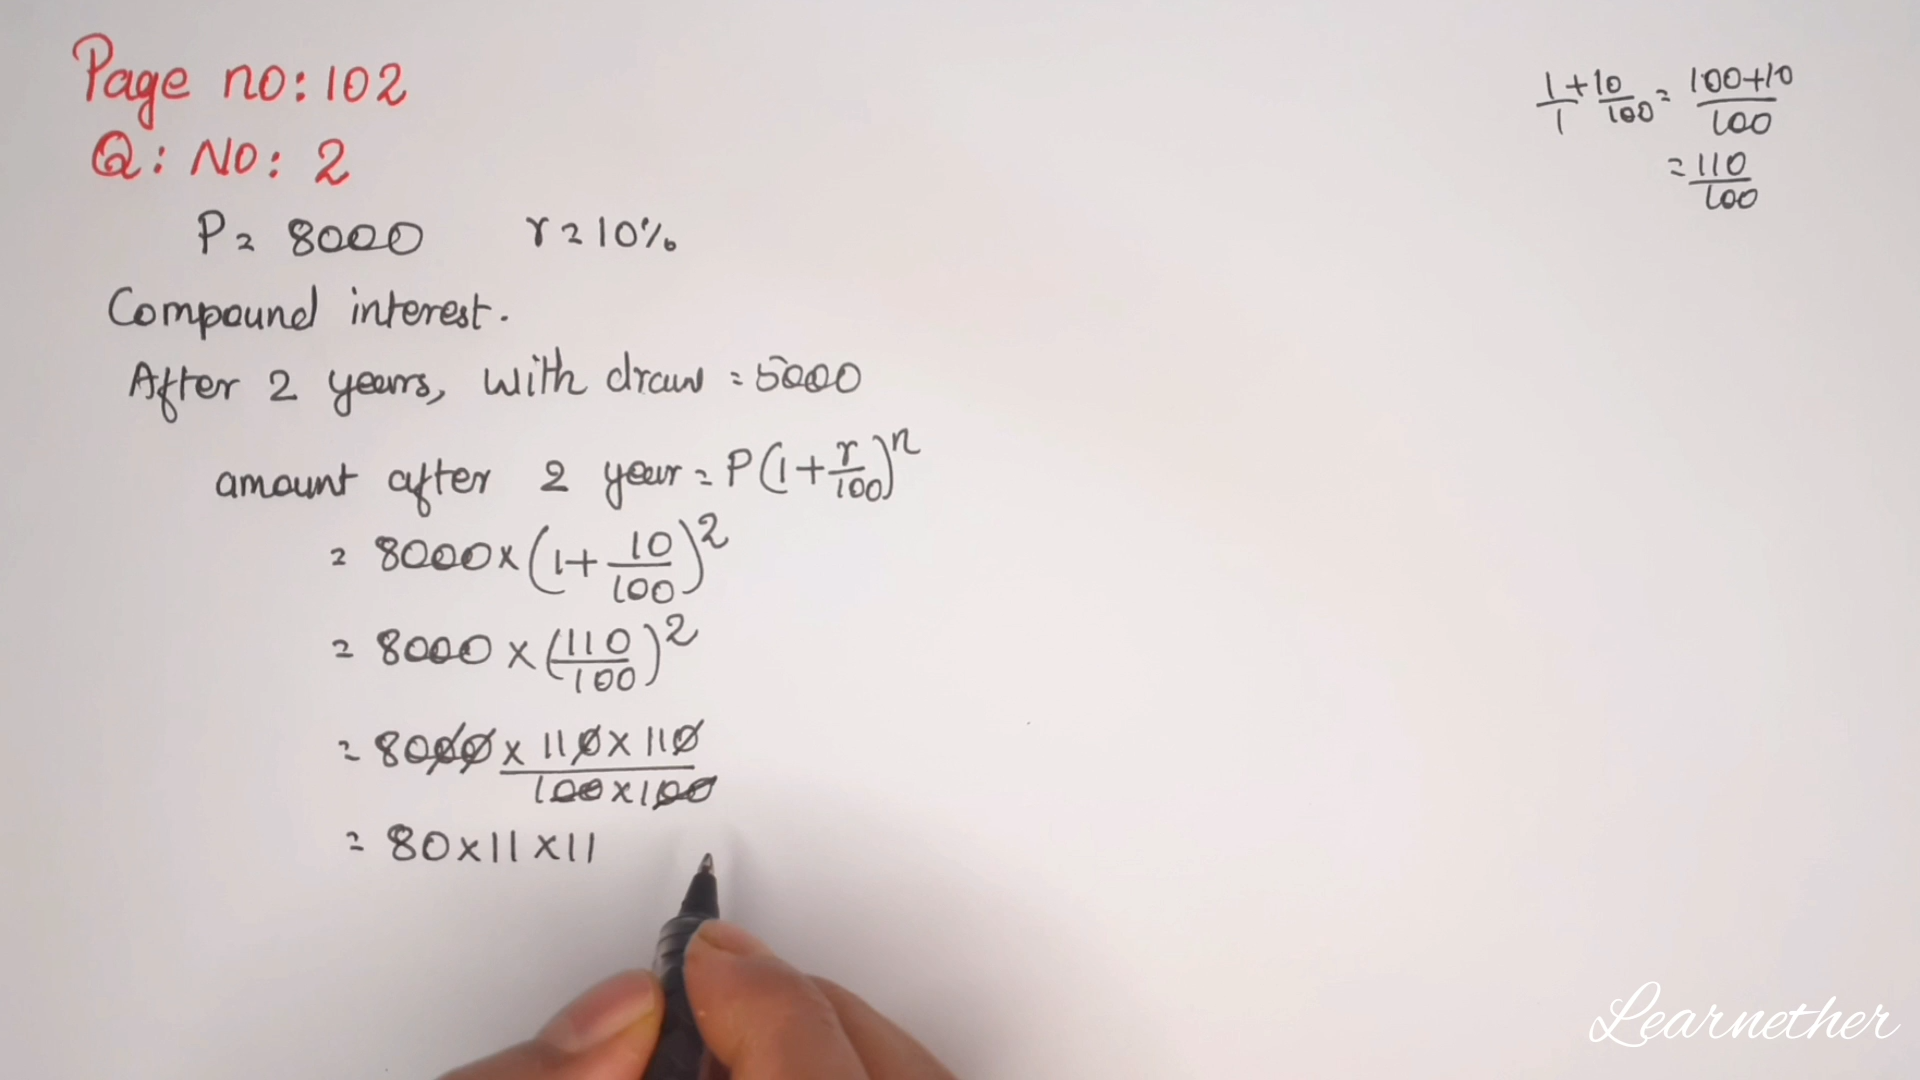 Page no: 102
Q: NO: 2
P = 8000 r = 10%
Compound interest.
After 2 years, with draw = 5000
amount after 2 year = P(1+r/100)^n
= 8000 × (1+10/100)^2
= 8000 × (110/100)^2
= 8000 × 110 × 110 / 100 × 100
= 80 × 11 × 11
1/1 + 10/100 = 100+10/100
= 110/100
Learnether